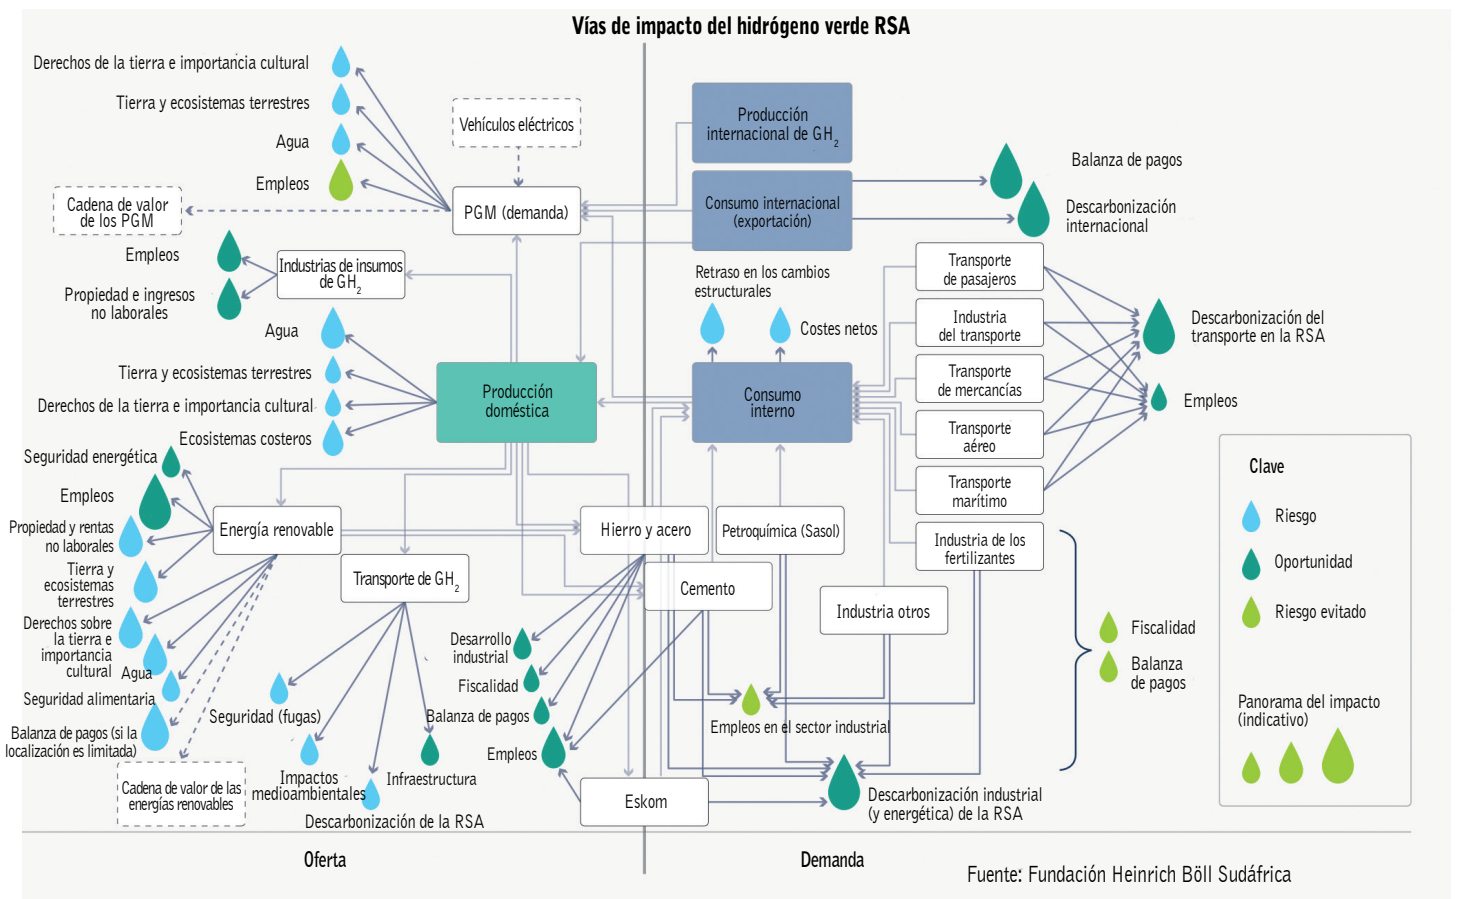 Vías de impacto del hidrógeno verde RSA
Derechos de la tierra e importancia cultural
Tierra y ecosistemas terrestres
Agua
Empleos
Vehículos eléctricos
Cadena de valor
de los PGM
PGM (demanda)
Empleos
Propiedad e ingresos
no laborales
Industrias de insumos
de GH2
Agua
Tierra y ecosistemas terrestres
Derechos de la tierra e importancia cultural
Ecosistemas costeros
Producción
doméstica
Seguridad energética
Empleos
Propiedad y rentas
no laborales
Tierra y
ecosistemas
terrestres
Derechos sobre
la tierra e
importancia
cultural
Agua
Seguridad alimentaria
Balanza de pagos (si la
localización es limitada)
Cadena de valor de las
energías renovables
Energía renovable
Transporte de GH2
Seguridad (fugas)
Impactos
medioambientales
Infraestructura
Descarbonización de la RSA
Desarrollo
industrial
Fiscalidad
Balanza de pagos
Empleos
Producción
internacional de GH2
Consumo internacional
(exportación)
Balanza de pagos
Descarbonización
internacional
Retraso en los cambios
estructurales
Costes netos
Consumo
interno
Transporte
de pasajeros
Industria
del transporte
Transporte
de mercancías
Transporte
aéreo
Transporte
marítimo
Industria de los
fertilizantes
Descarbonización del
transporte en la RSA
Empleos
Hierro y acero
Petroquímica (Sasol)
Cemento
Industria otros
Empleos en el sector industrial
Eskom
Descarbonización industrial
(y energética) de la RSA
Fiscalidad
Balanza
de pagos
Clave
Riesgo
Oportunidad
Riesgo evitado
Panorama del impacto
(indicativo)
Oferta
Demanda
Fuente: Fundación Heinrich Böll Sudáfrica